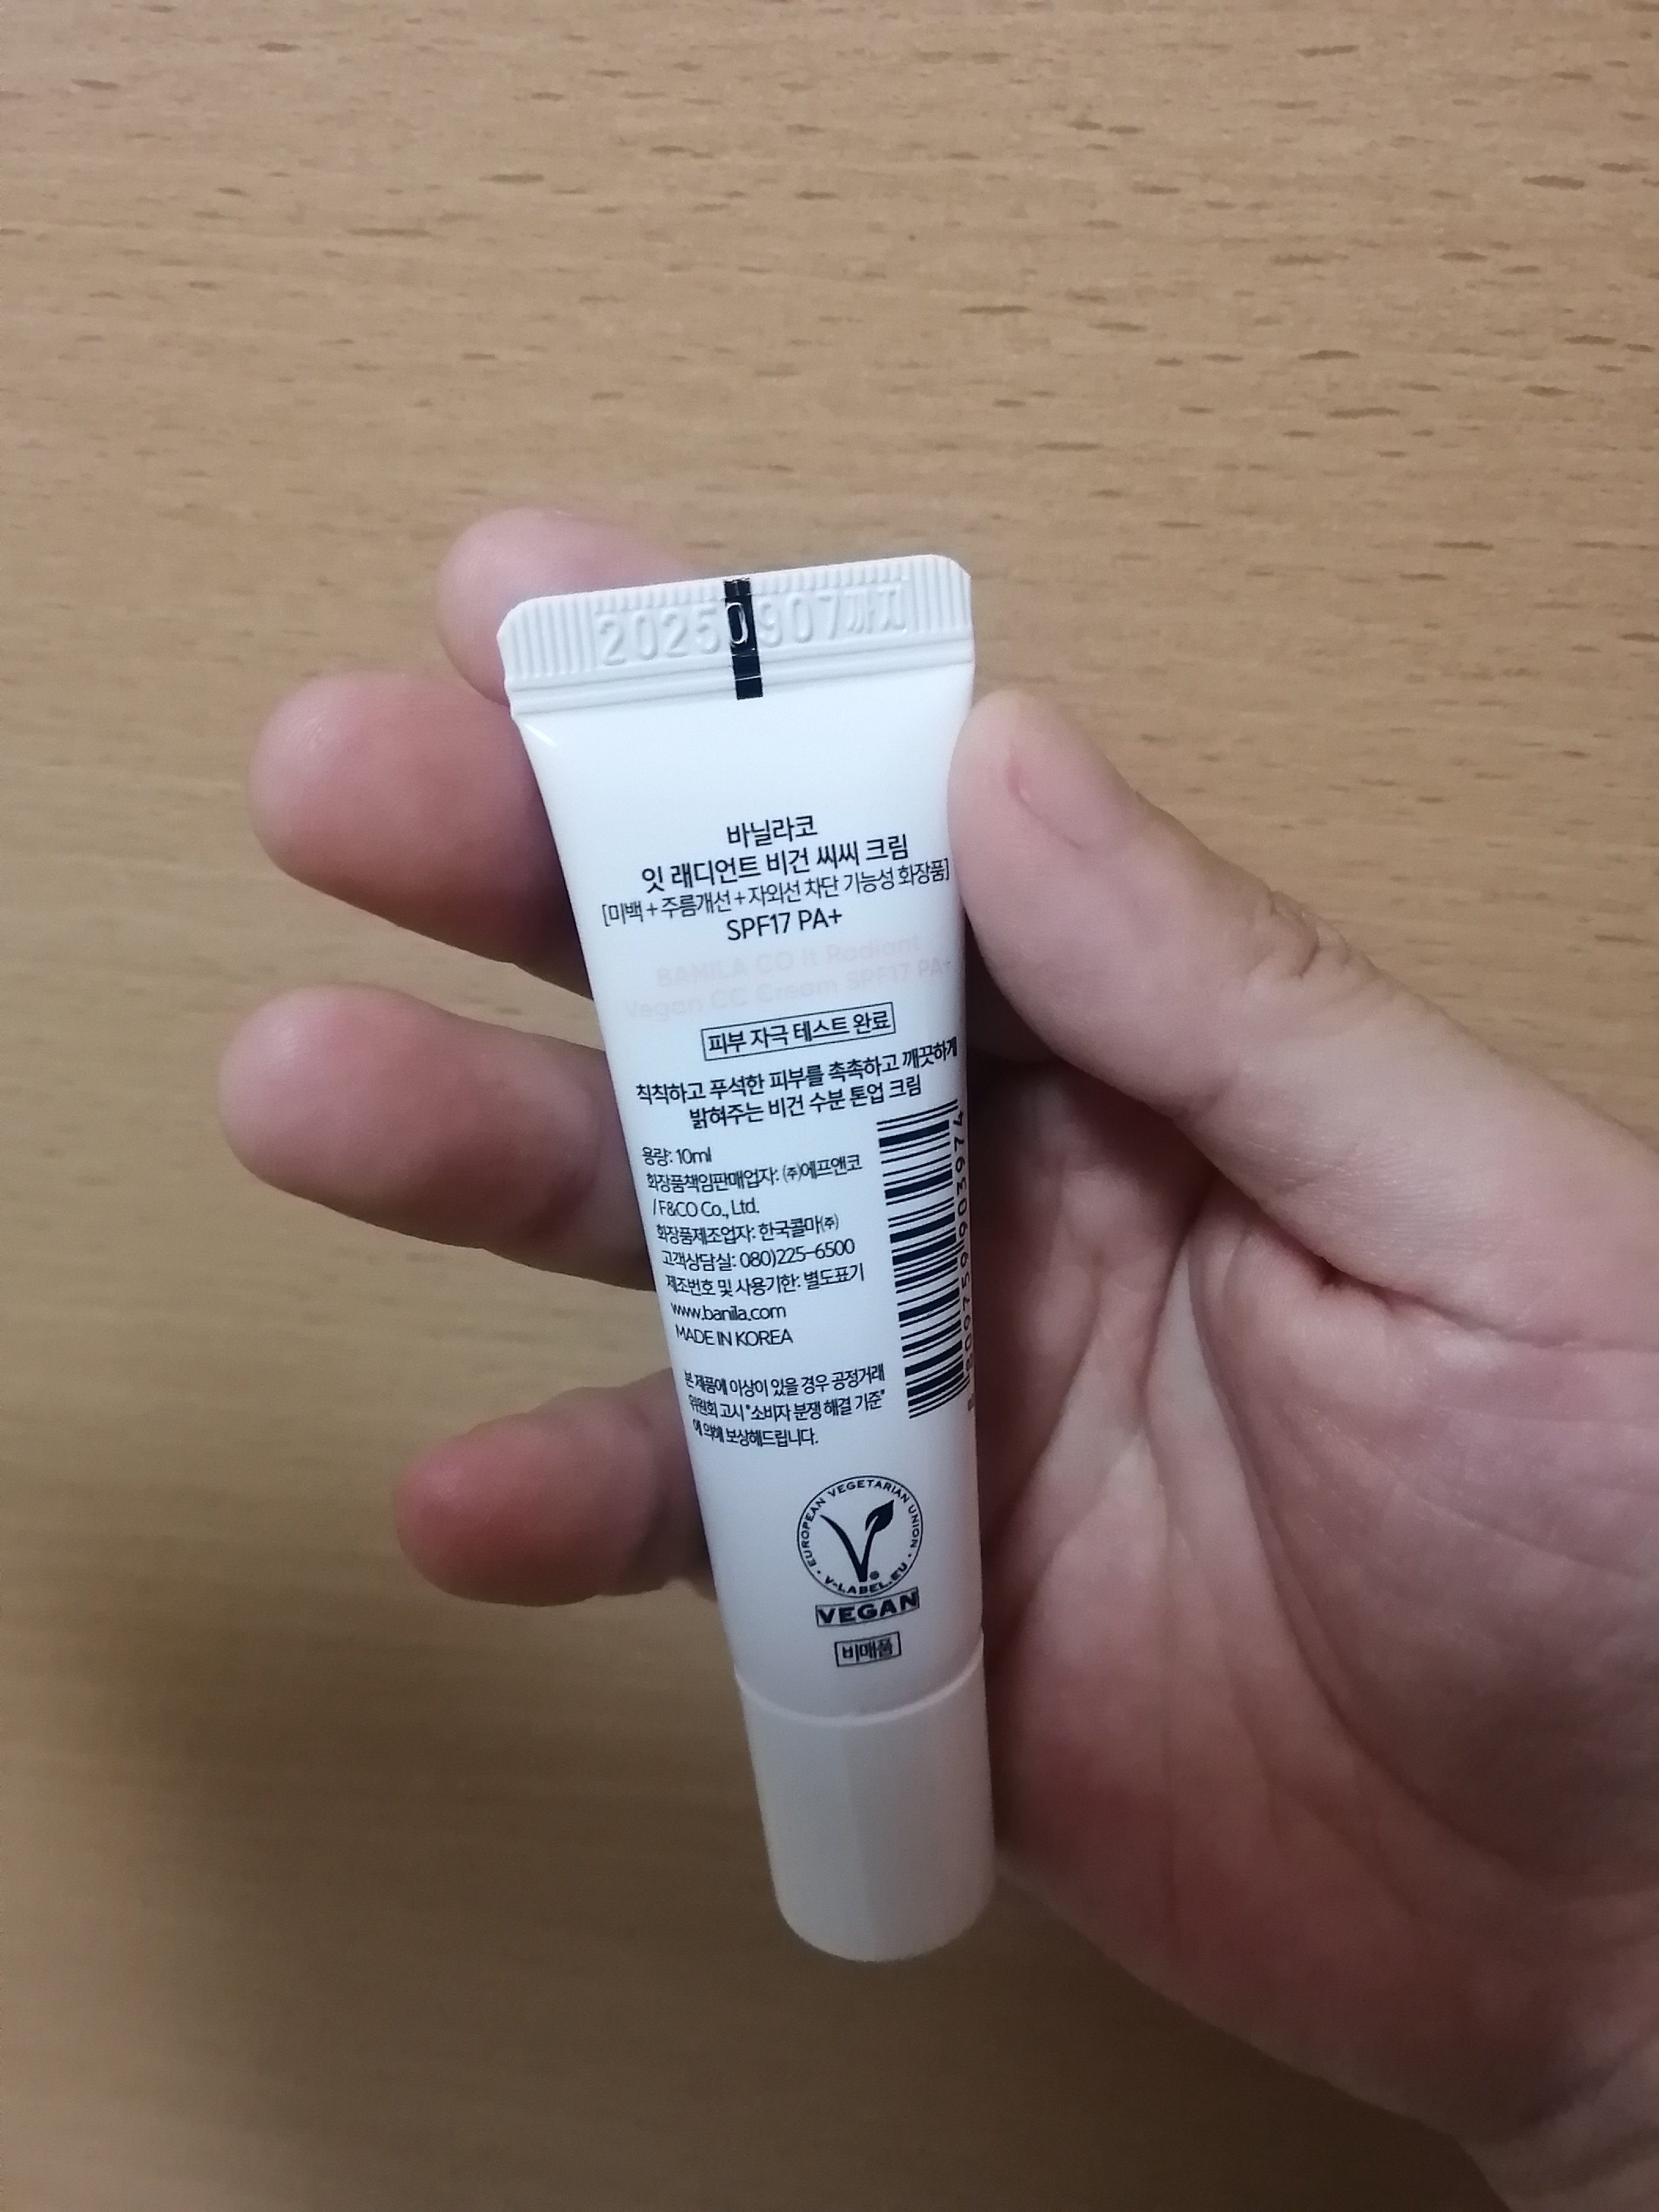 20250907까지
바닐라코
잇 래디언트 비건 씨씨 크림
[미백+주름개선+자외선 차단 기능성 화장품]
SPF17 PA+
BANILA CO It Radiant
Vegan CC Cream SPF17 PA+
피부 자극 테스트 완료
칙칙하고 푸석한 피부를 촉촉하고 깨끗하게
밝혀주는 비건 수분 톤업 크림
용량: 10ml
화장품책임판매업자: ㈜에프앤코
/ F&CO Co., Ltd.
화장품제조업자: 한국콜마㈜
고객상담실: 080)225-6500
제조번호 및 사용기한: 별도표기
www.banila.com
MADE IN KOREA
본 제품에 이상이 있을 경우 공정거래
위원회 고시 "소비자 분쟁 해결 기준"
에 의해 보상해드립니다.
EUROPEAN VEGETARIAN UNION
V-LABEL.EU
VEGAN
비매품